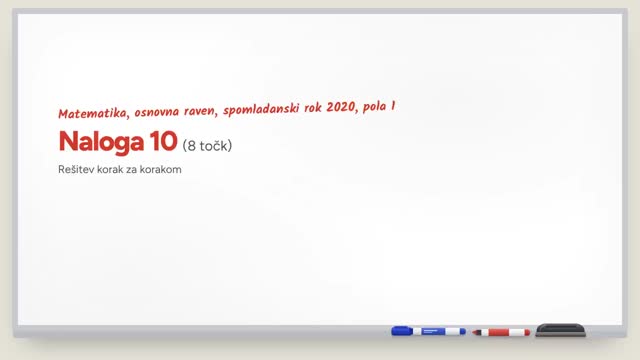 Matematika, osnovna raven, spomladanski rok 2020, pola 1
Naloga 10 (8 točk)
Rešitev korak za korakom